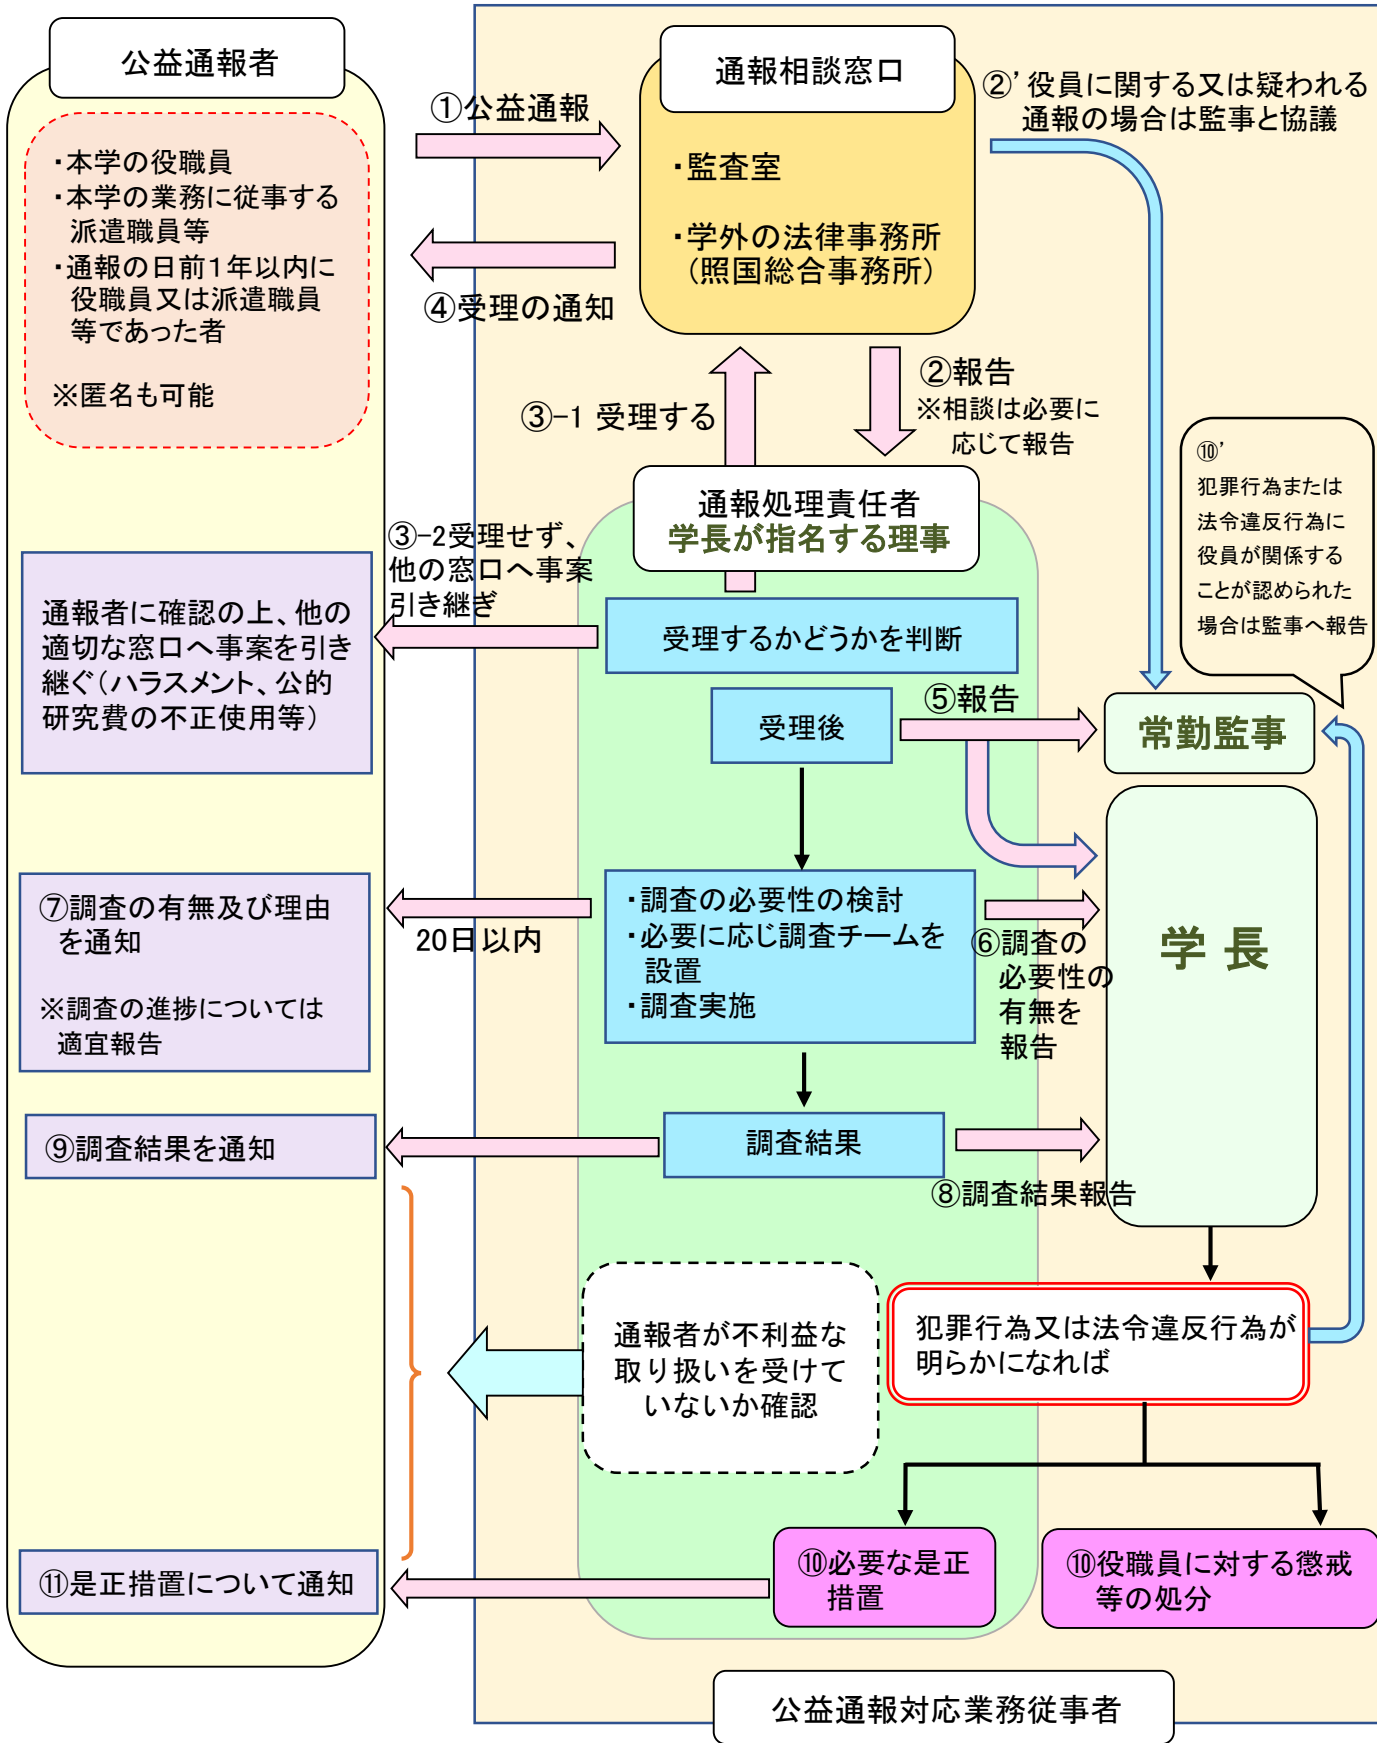 公益通報者
・本学の役職員
・本学の業務に従事する
派遣職員等
・通報の日前1年以内に
役職員又は派遣職員
等であった者
※匿名も可能
①公益通報
④受理の通知
通報相談窓口
・監査室
・学外の法律事務所
(照国総合事務所)
②’役員に関する又は疑われる
通報の場合は監事と協議
③-1 受理する
②報告
※相談は必要に
応じて報告
⑩’
犯罪行為または
法令違反行為に
役員が関係する
ことが認められた
場合は監事へ報告
通報処理責任者
学長が指名する理事
③-2受理せず、
他の窓口へ事案
引き継ぎ
通報者に確認の上、他の
適切な窓口へ事案を引き
継ぐ(ハラスメント、公的
研究費の不正使用等)
受理するかどうかを判断
受理後
⑤報告
常勤監事
学 長
⑦調査の有無及び理由
を通知
※調査の進捗については
適宜報告
20日以内
・調査の必要性の検討
・必要に応じ調査チームを
設置
・調査実施
⑥調査の
必要性の
有無を
報告
⑨調査結果を通知
調査結果
⑧調査結果報告
通報者が不利益な
取り扱いを受けて
いないか確認
犯罪行為又は法令違反行為が
明らかになれば
⑪是正措置について通知
⑩必要な是正
措置
⑩役職員に対する懲戒
等の処分
公益通報対応業務従事者